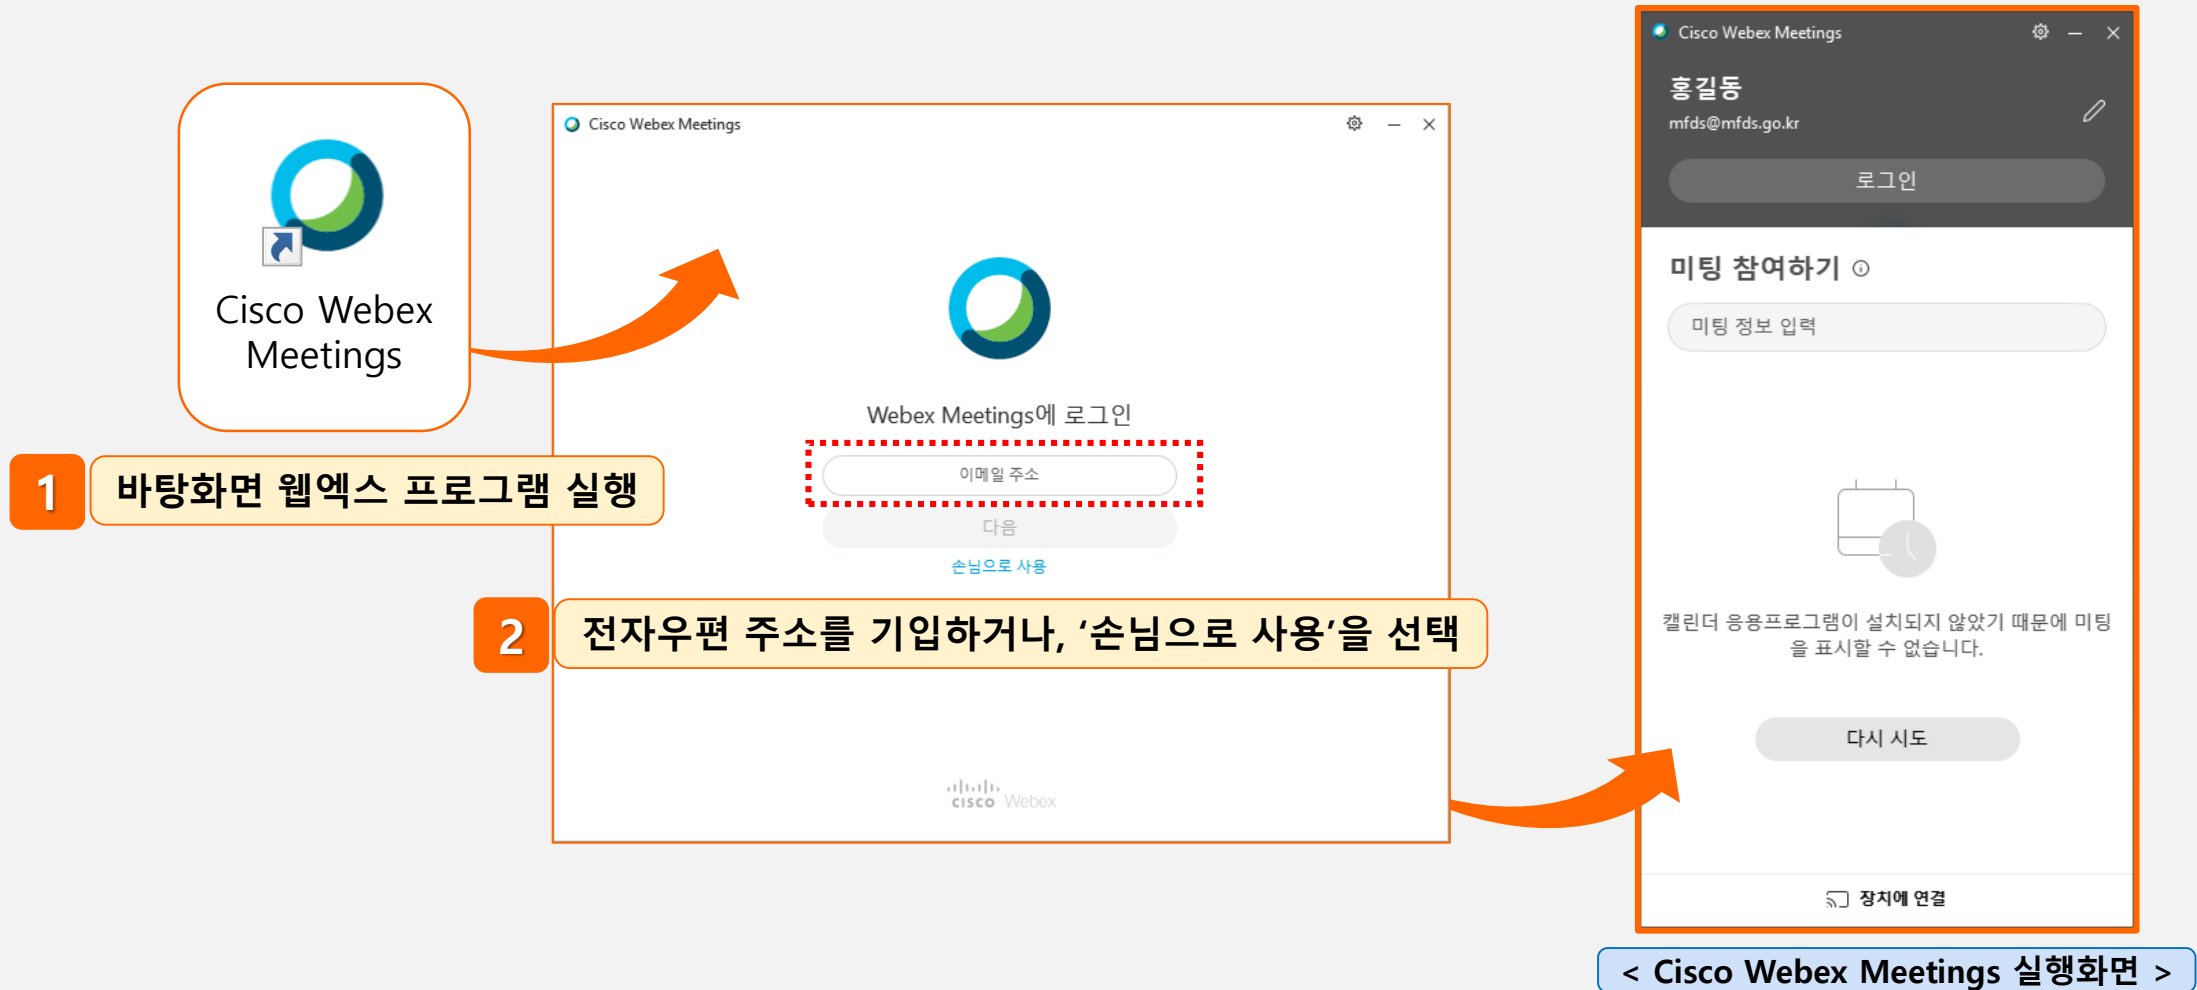 Cisco Webex
Meetings
1
바탕화면 웹엑스 프로그램 실행
Cisco Webex Meetings
Webex Meetings에 로그인
이메일 주소
다음
손님으로 사용
2
전자우편 주소를 기입하거나, ‘손님으로 사용’을 선택
CISCO Webex
Cisco Webex Meetings
홍길동
mfds@mfds.go.kr
로그인
미팅 참여하기
미팅 정보 입력
캘린더 응용프로그램이 설치되지 않았기 때문에 미팅
을 표시할 수 없습니다.
다시 시도
장치에 연결
< Cisco Webex Meetings 실행화면 >